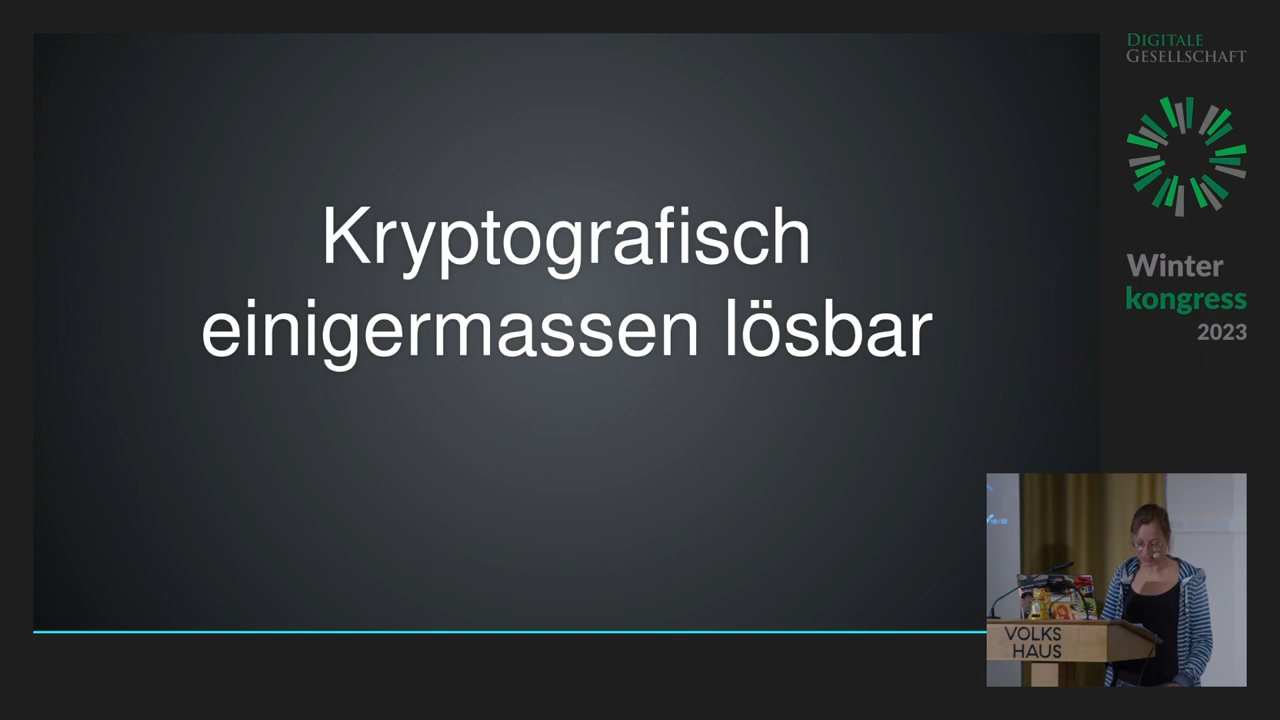 Kryptografisch
einigermassen lösbar
DIGITALE
GESELLSCHAFT
Winter
kongress
2023
VOLKS
HAUS